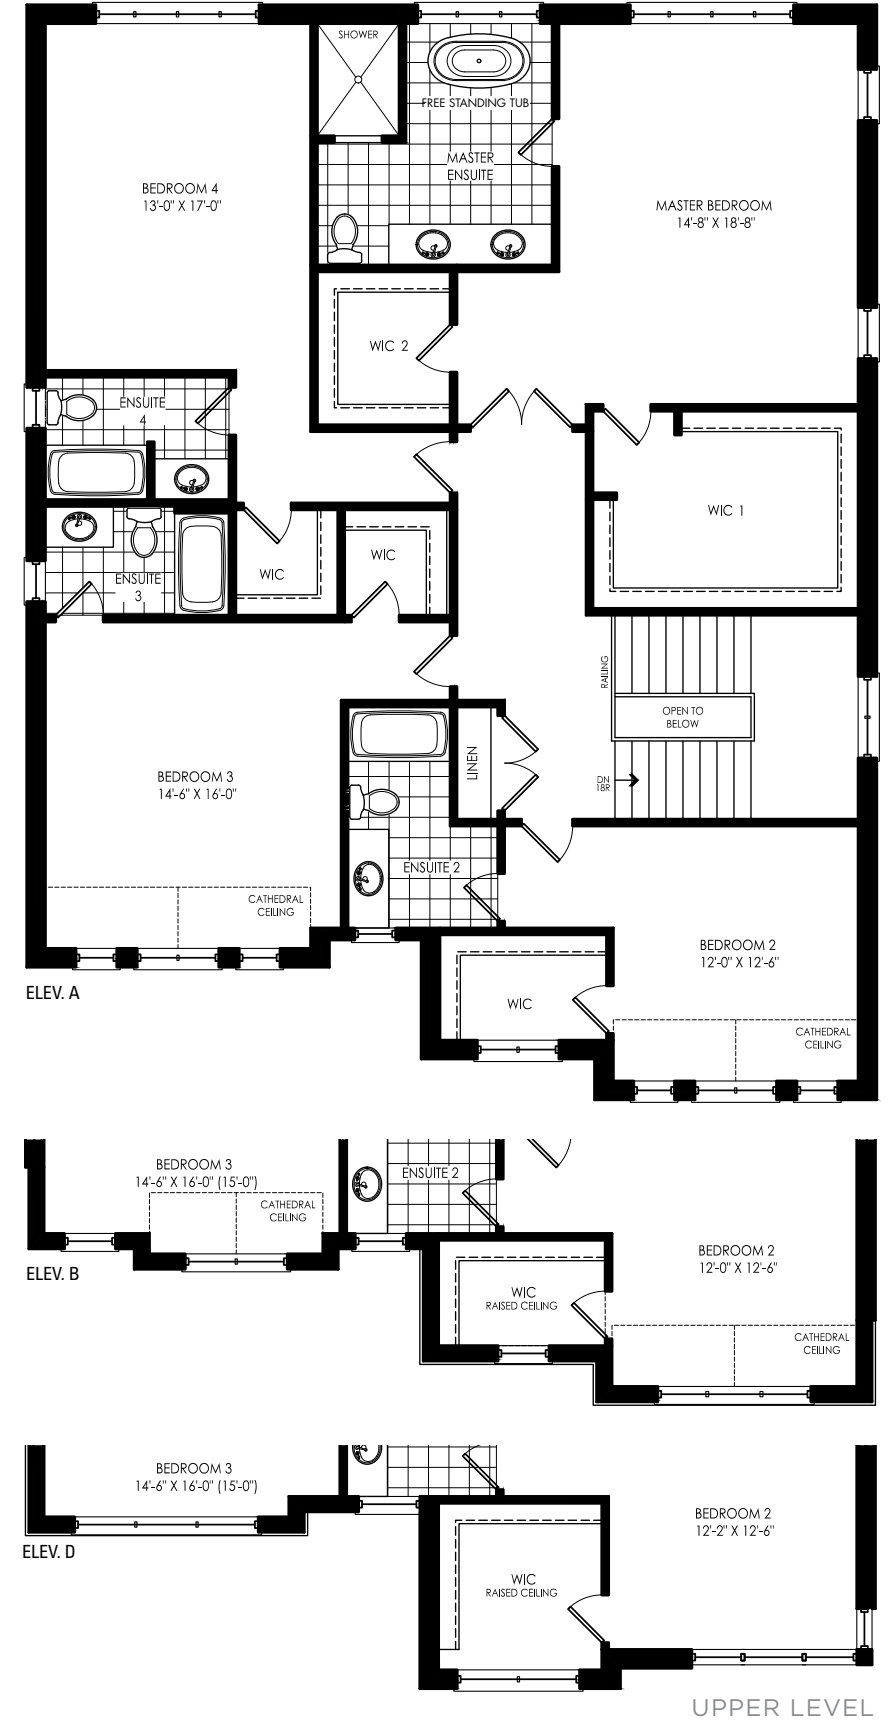 SHOWER
FREE STANDING TUB
MASTER
ENSUITE
BEDROOM 4
13'-0" X 17'-0"
MASTER BEDROOM
14'-8" X 18'-8"
WIC 2
ENSUITE
4
WIC 1
ENSUITE
3
WIC
WIC
RAILING
OPEN TO
BELOW
LINEN
DN
18R
BEDROOM 3
14'-6" X 16'-0"
ENSUITE 2
CATHEDRAL
CEILING
BEDROOM 2
12'-0" X 12'-6"
WIC
CATHEDRAL
CEILING
ELEV. A
BEDROOM 3
14'-6" X 16'-0" (15'-0")
CATHEDRAL
CEILING
ENSUITE 2
BEDROOM 2
12'-0" X 12'-6"
WIC
RAISED CEILING
CATHEDRAL
CEILING
ELEV. B
BEDROOM 3
14'-6" X 16'-0" (15'-0")
BEDROOM 2
12'-2" X 12'-6"
WIC
RAISED CEILING
ELEV. D
UPPER LEVEL